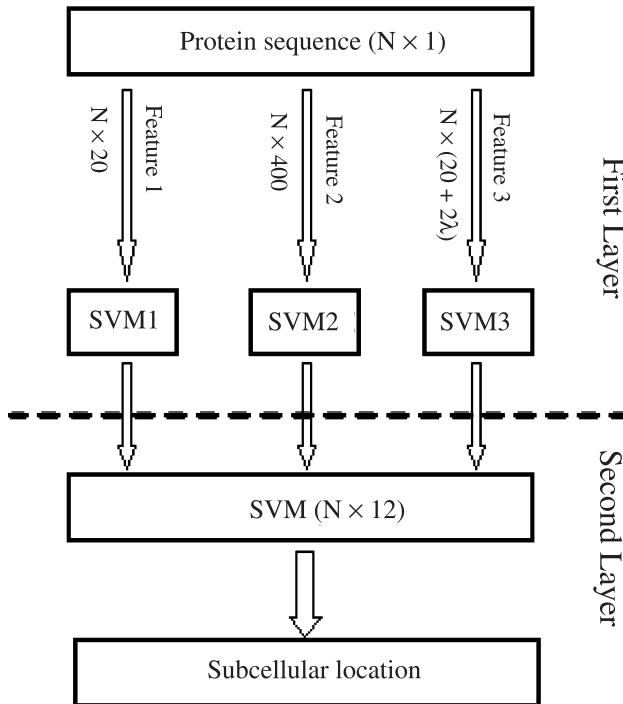 Protein sequence (N × 1)
Feature 1
N × 20
Feature 2
N × 400
Feature 3
N × (20 + 2λ)
First Layer
SVM1
SVM2
SVM3
SVM (N × 12)
Second Layer
Subcellular location